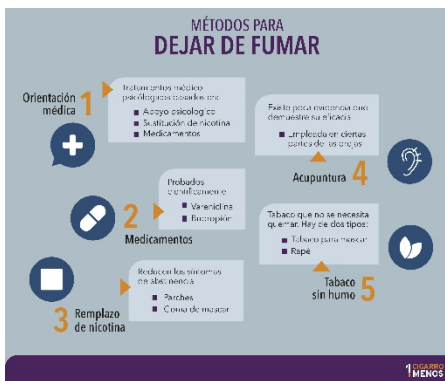 MÉTODOS PARA
DEJAR DE FUMAR
Orientación
médica
1
Tratamientos médico
psicológicos basados en:
Apoyo psicológico
Sustitución de nicotina
Medicamentos
2
Medicamentos
Probados
científicamente
Vareniclina
Bupropión
3
Remplazo
de nicotina
Reducen los síntomas
de abstinencia
Parches
Goma de mascar
Existe poca evidencia que
demuestre su eficacia
Empleada en ciertas
partes de las orejas
Acupuntura
4
Tabaco que no se necesita
quemar. Hay de dos tipos:
Tabaco para mascar
Rapé
Tabaco
sin humo
5
1 CIGARRO
MENOS